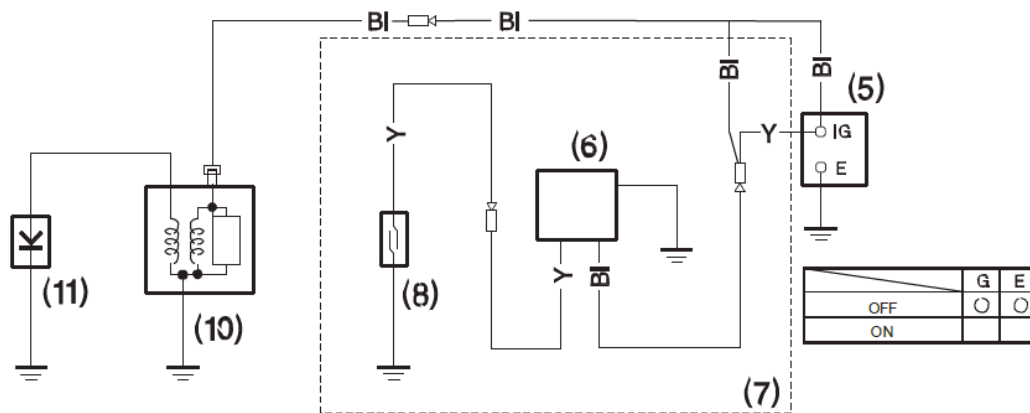 Bl Bl
Bl Bl (5)
Y Y IG
(6)
E
(11) (10) (8) Y Bl
G E
OFF O O
ON
(7)